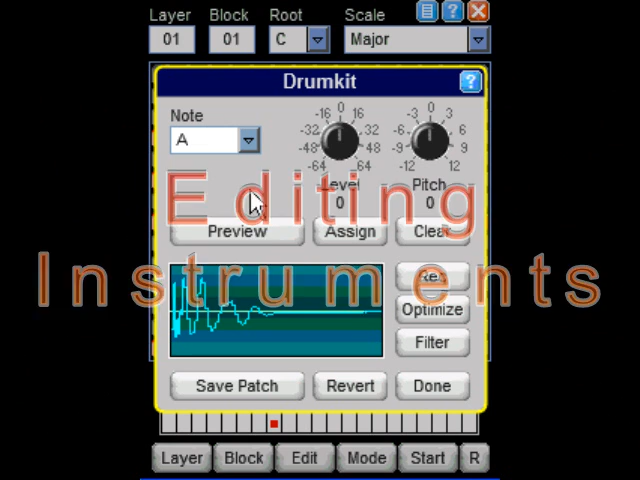 Layer Block Root Scale
01 01 C Major
Drumkit ?
Note
A
-64 -48 -32 -16 0 16 32 48 64
-12 -9 -6 -3 0 3 6 9 12
Level Pitch
0 0
Editing
Preview Assign Clear
Instruments
Rec
Optimize
Filter
Save Patch Revert Done
Layer Block Edit Mode Start R